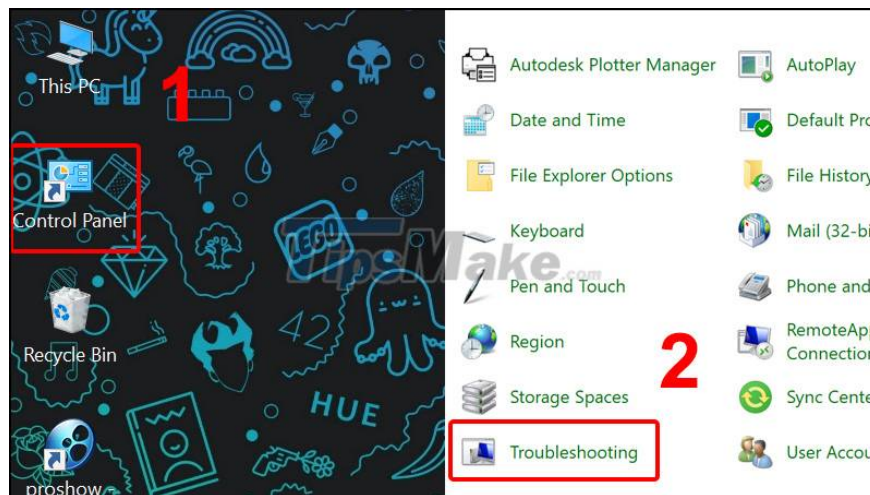 This PC
1
Control Panel
LEGO
Recycle Bin
42
HUE
proshow -
TipsMake.com
Autodesk Plotter Manager
AutoPlay
Date and Time
Default Pro
File Explorer Options
File History
Keyboard
Mail (32-bi
Pen and Touch
Phone and
Region
2
RemoteApp
Connection
Storage Spaces
Sync Cente
Troubleshooting
User Accou